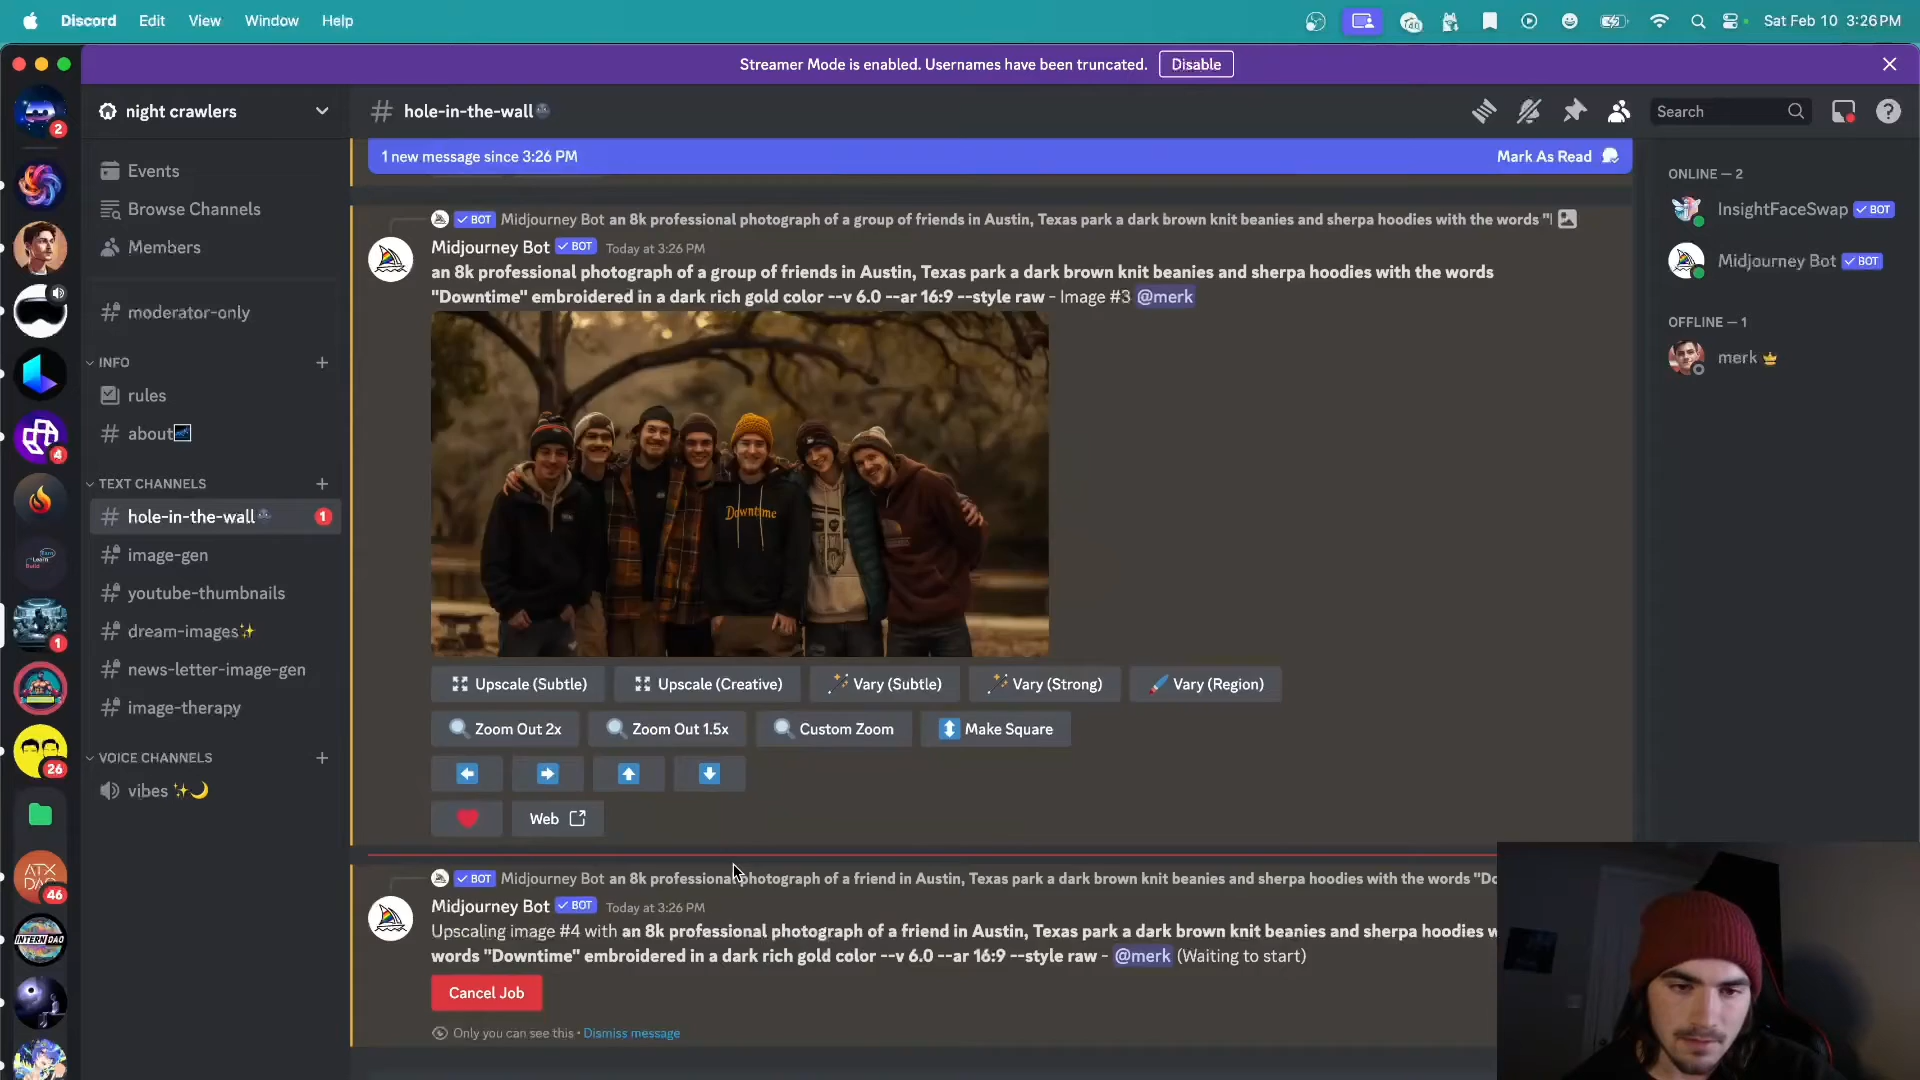 Discord Edit View Window Help
Sat Feb 10 3:26 PM
Streamer Mode is enabled. Usernames have been truncated. Disable
night crawlers
# hole-in-the-wall
Search
Events
Browse Channels
Members
moderator-only
INFO
rules
about
TEXT CHANNELS
hole-in-the-wall 1
image-gen
youtube-thumbnails
dream-images✨
news-letter-image-gen
image-therapy
VOICE CHANNELS
vibes ✨🌙
2
4
1
26
ATX
DAO
46
INTERN DAO
1 new message since 3:26 PM Mark As Read
✓ BOT Midjourney Bot an 8k professional photograph of a group of friends in Austin, Texas park a dark brown knit beanies and sherpa hoodies with the words "
Midjourney Bot ✓ BOT Today at 3:26 PM
an 8k professional photograph of a group of friends in Austin, Texas park a dark brown knit beanies and sherpa hoodies with the words
"Downtime" embroidered in a dark rich gold color --v 6.0 --ar 16:9 --style raw - Image #3 @merk
Downtime
Upscale (Subtle) Upscale (Creative) Vary (Subtle) Vary (Strong) Vary (Region)
Zoom Out 2x Zoom Out 1.5x Custom Zoom Make Square
Web
✓ BOT Midjourney Bot an 8k professional photograph of a friend in Austin, Texas park a dark brown knit beanies and sherpa hoodies with the words "Do
Midjourney Bot ✓ BOT Today at 3:26 PM
Upscaling image #4 with an 8k professional photograph of a friend in Austin, Texas park a dark brown knit beanies and sherpa hoodies w
words "Downtime" embroidered in a dark rich gold color --v 6.0 --ar 16:9 --style raw - @merk (Waiting to start)
Cancel Job
Only you can see this • Dismiss message
ONLINE — 2
InsightFaceSwap ✓ BOT
Midjourney Bot ✓ BOT
OFFLINE — 1
merk